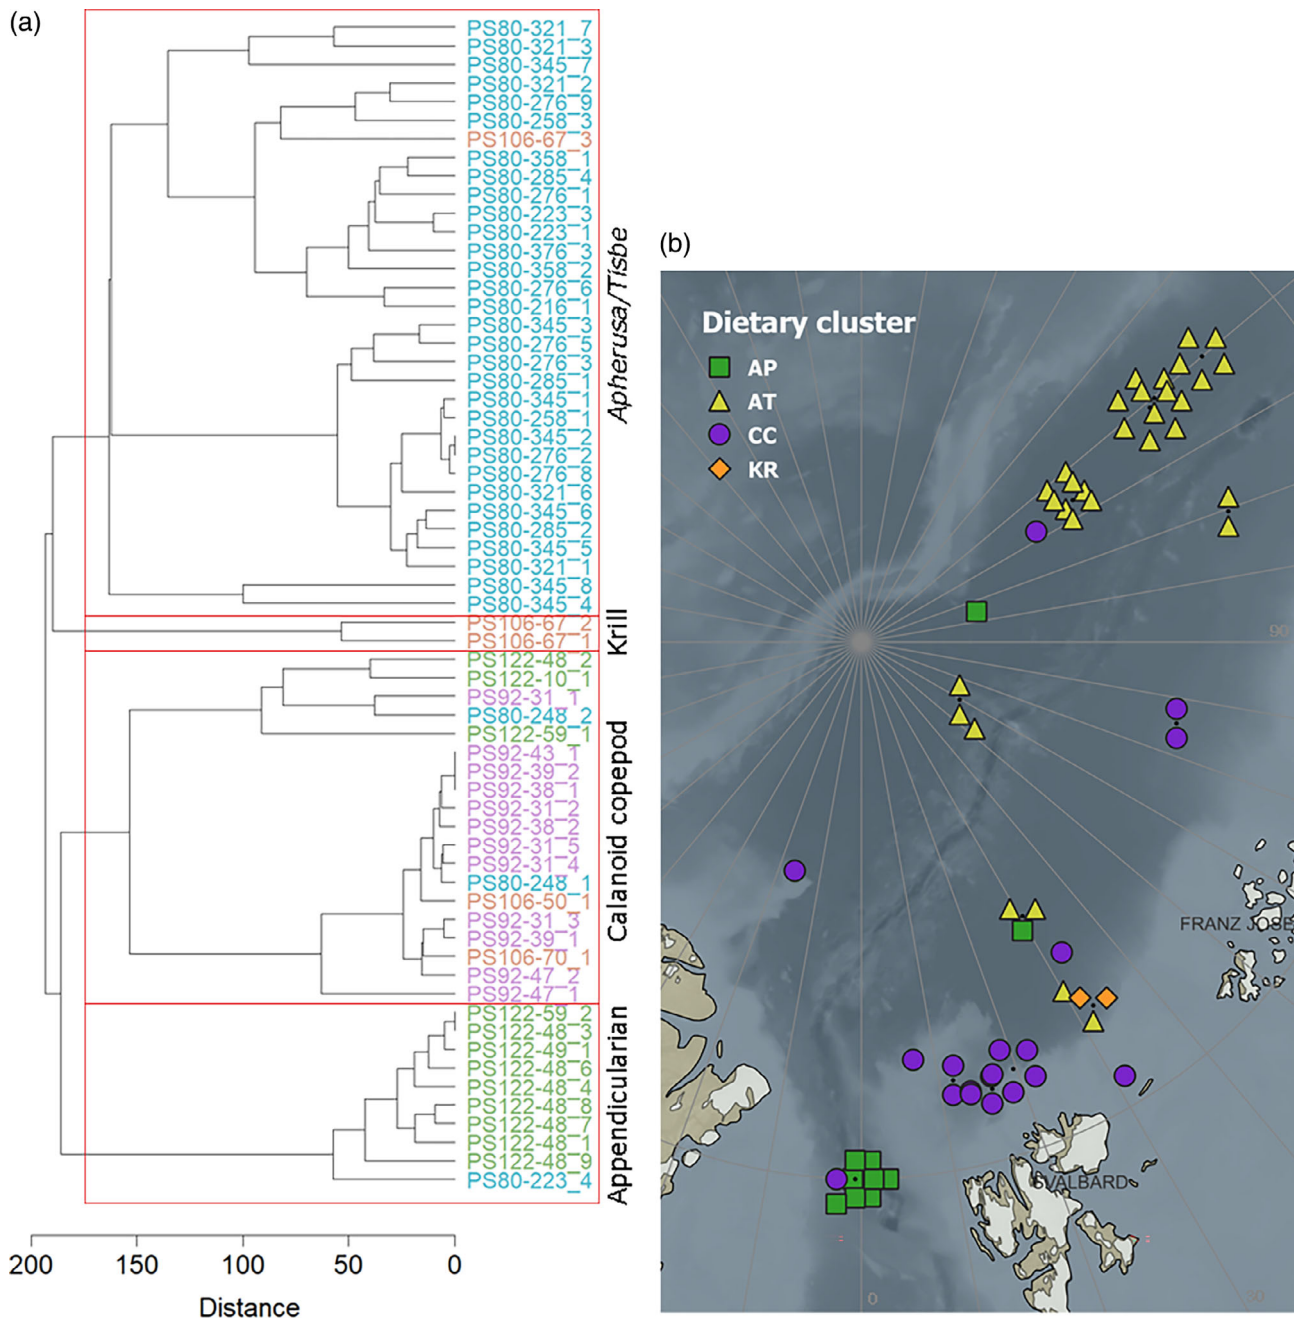 (a)
PS80-321_7
PS80-321_3
PS80-345_7
PS80-321_2
PS80-276_9
PS80-258_3
PS106-67_3
PS80-358_1
PS80-285_4
PS80-276_1
PS80-223_3
PS80-223_1
PS80-376_3
PS80-358_2
PS80-276_6
PS80-216_1
PS80-345_3
PS80-276_5
PS80-276_3
PS80-285_1
PS80-345_1
PS80-258_1
PS80-345_2
PS80-276_2
PS80-276_8
PS80-321_6
PS80-345_6
PS80-285_2
PS80-345_5
PS80-321_1
PS80-345_8
PS80-345_4
PS106-67_2
PS106-67_1
PS122-48_2
PS122-10_1
PS92-31_1
PS80-248_2
PS122-59_1
PS92-43_1
PS92-39_2
PS92-38_1
PS92-31_2
PS92-38_2
PS92-31_5
PS92-31_4
PS80-248_1
PS106-50_1
PS92-31_3
PS92-39_1
PS106-70_1
PS92-47_2
PS92-47_1
PS122-59_2
PS122-48_3
PS122-49_1
PS122-48_6
PS122-48_4
PS122-48_8
PS122-48_7
PS122-48_1
PS122-48_9
PS80-223_4
Apherusa/Tisbe
Krill
Calanoid copepod
Appendicularian
200 150 100 50 0
Distance
(b)
Dietary cluster
AP
AT
CC
KR
90
FRANZ JOSE
SVALBARD
0
30